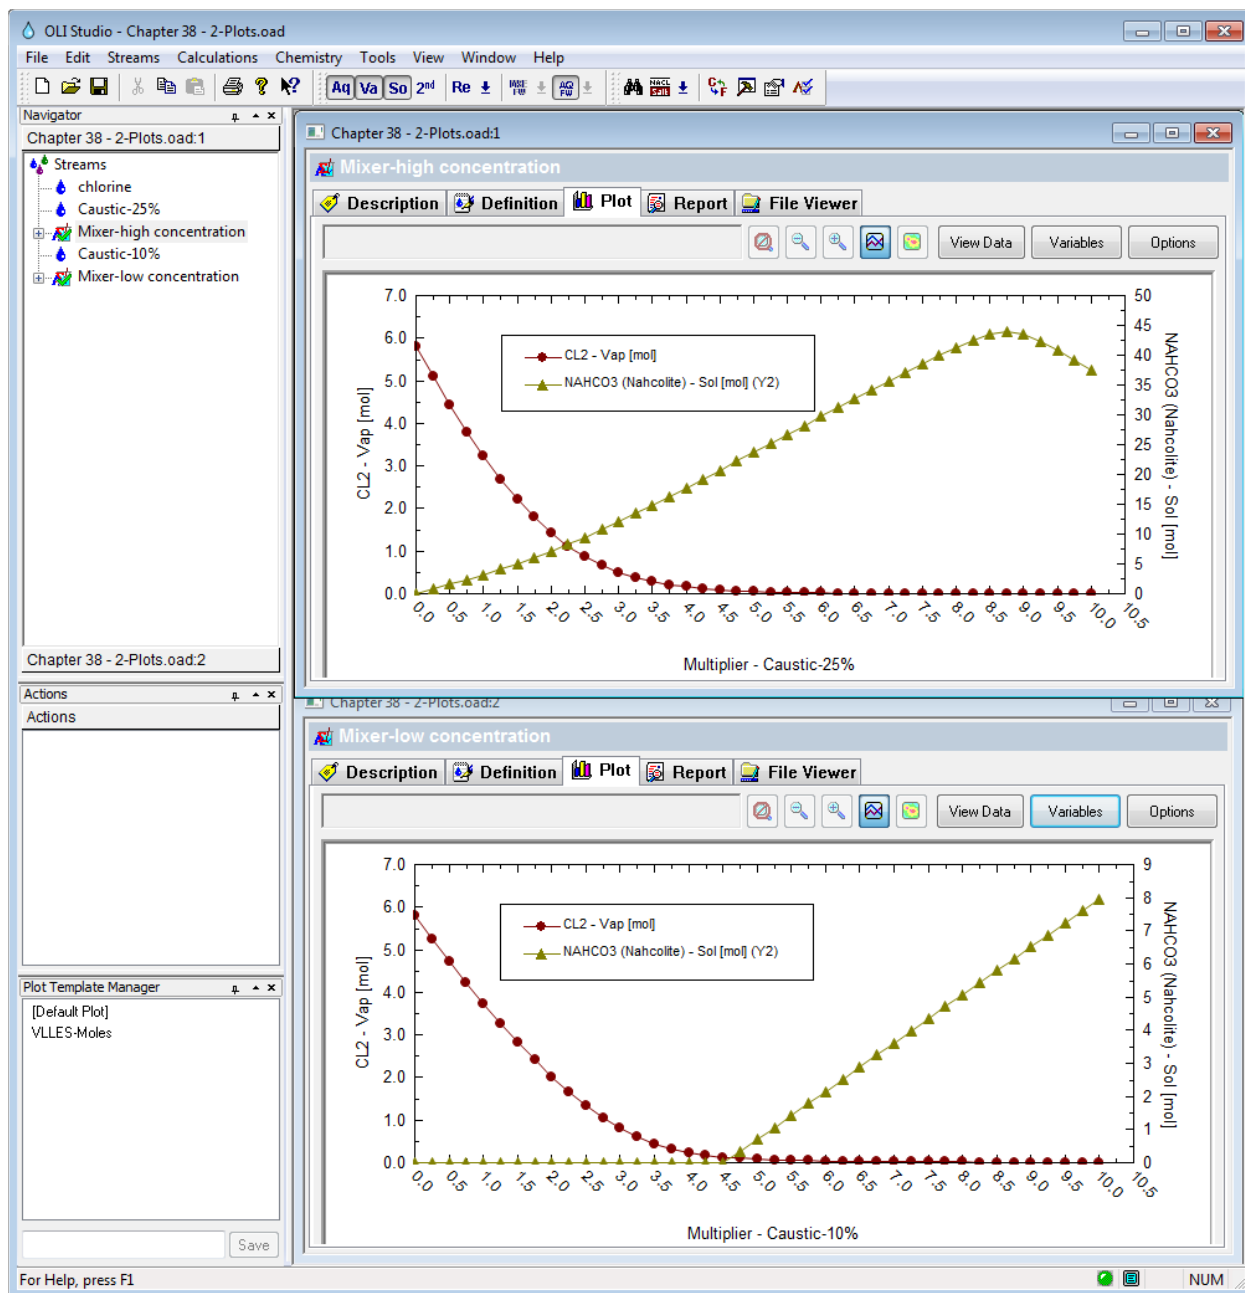 OLI Studio - Chapter 38 - 2-Plots.oad
File Edit Streams Calculations Chemistry Tools View Window Help
Aq Va So 2nd Re
Navigator
Chapter 38 - 2-Plots.oad:1
Streams
chlorine
Caustic-25%
Mixer-high concentration
Caustic-10%
Mixer-low concentration
Chapter 38 - 2-Plots.oad:2
Actions
Actions
Plot Template Manager
[Default Plot]
VLLES-Moles
Save
Chapter 38 - 2-Plots.oad:1
Mixer-high concentration
Description Definition Plot Report File Viewer
View Data Variables Options
7.0
6.0
5.0
4.0
3.0
2.0
1.0
0.0
CL2 - Vap [mol]
CL2 - Vap [mol]
NAHCO3 (Nahcolite) - Sol [mol] (Y2)
50
45
40
35
30
25
20
15
10
5
0
NAHCO3 (Nahcolite) - Sol [mol]
0.0 0.5 1.0 1.5 2.0 2.5 3.0 3.5 4.0 4.5 5.0 5.5 6.0 6.5 7.0 7.5 8.0 8.5 9.0 9.5 10.0 10.5
Multiplier - Caustic-25%
Chapter 38 - 2-Plots.oad:2
Mixer-low concentration
Description Definition Plot Report File Viewer
View Data Variables Options
7.0
6.0
5.0
4.0
3.0
2.0
1.0
0.0
CL2 - Vap [mol]
CL2 - Vap [mol]
NAHCO3 (Nahcolite) - Sol [mol] (Y2)
9
8
7
6
5
4
3
2
1
0
NAHCO3 (Nahcolite) - Sol [mol]
0.0 0.5 1.0 1.5 2.0 2.5 3.0 3.5 4.0 4.5 5.0 5.5 6.0 6.5 7.0 7.5 8.0 8.5 9.0 9.5 10.0 10.5
Multiplier - Caustic-10%
For Help, press F1
NUM